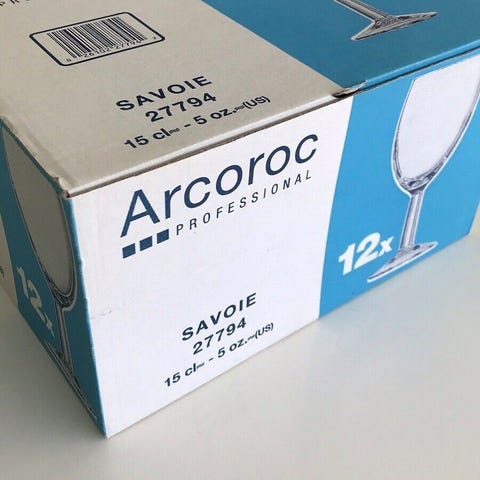 SAVOIE
27794
15 cl≈ - 5 oz.≈(US)
Arcoroc
PROFESSIONAL
12x
SAVOIE
27794
15 cl≈ - 5 oz.≈(US)
12x